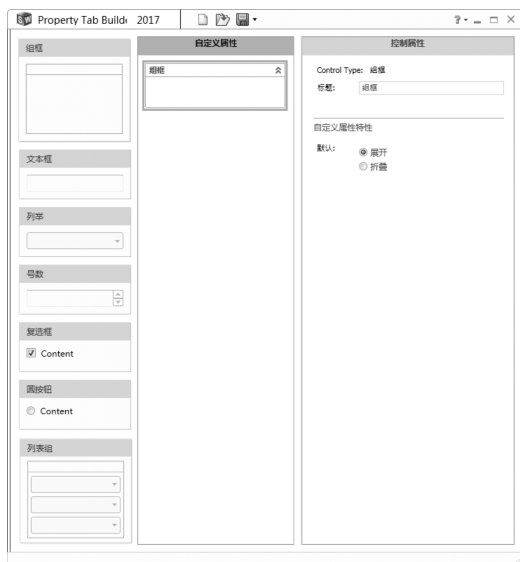 Property Tab Builde 2017
?
组框
文本框
列举
号数
复选框
Content
圆按钮
Content
列表组
自定义属性
组框
控制属性
Control Type: 组框
标题: 组框
自定义属性特性
默认: 展开
折叠